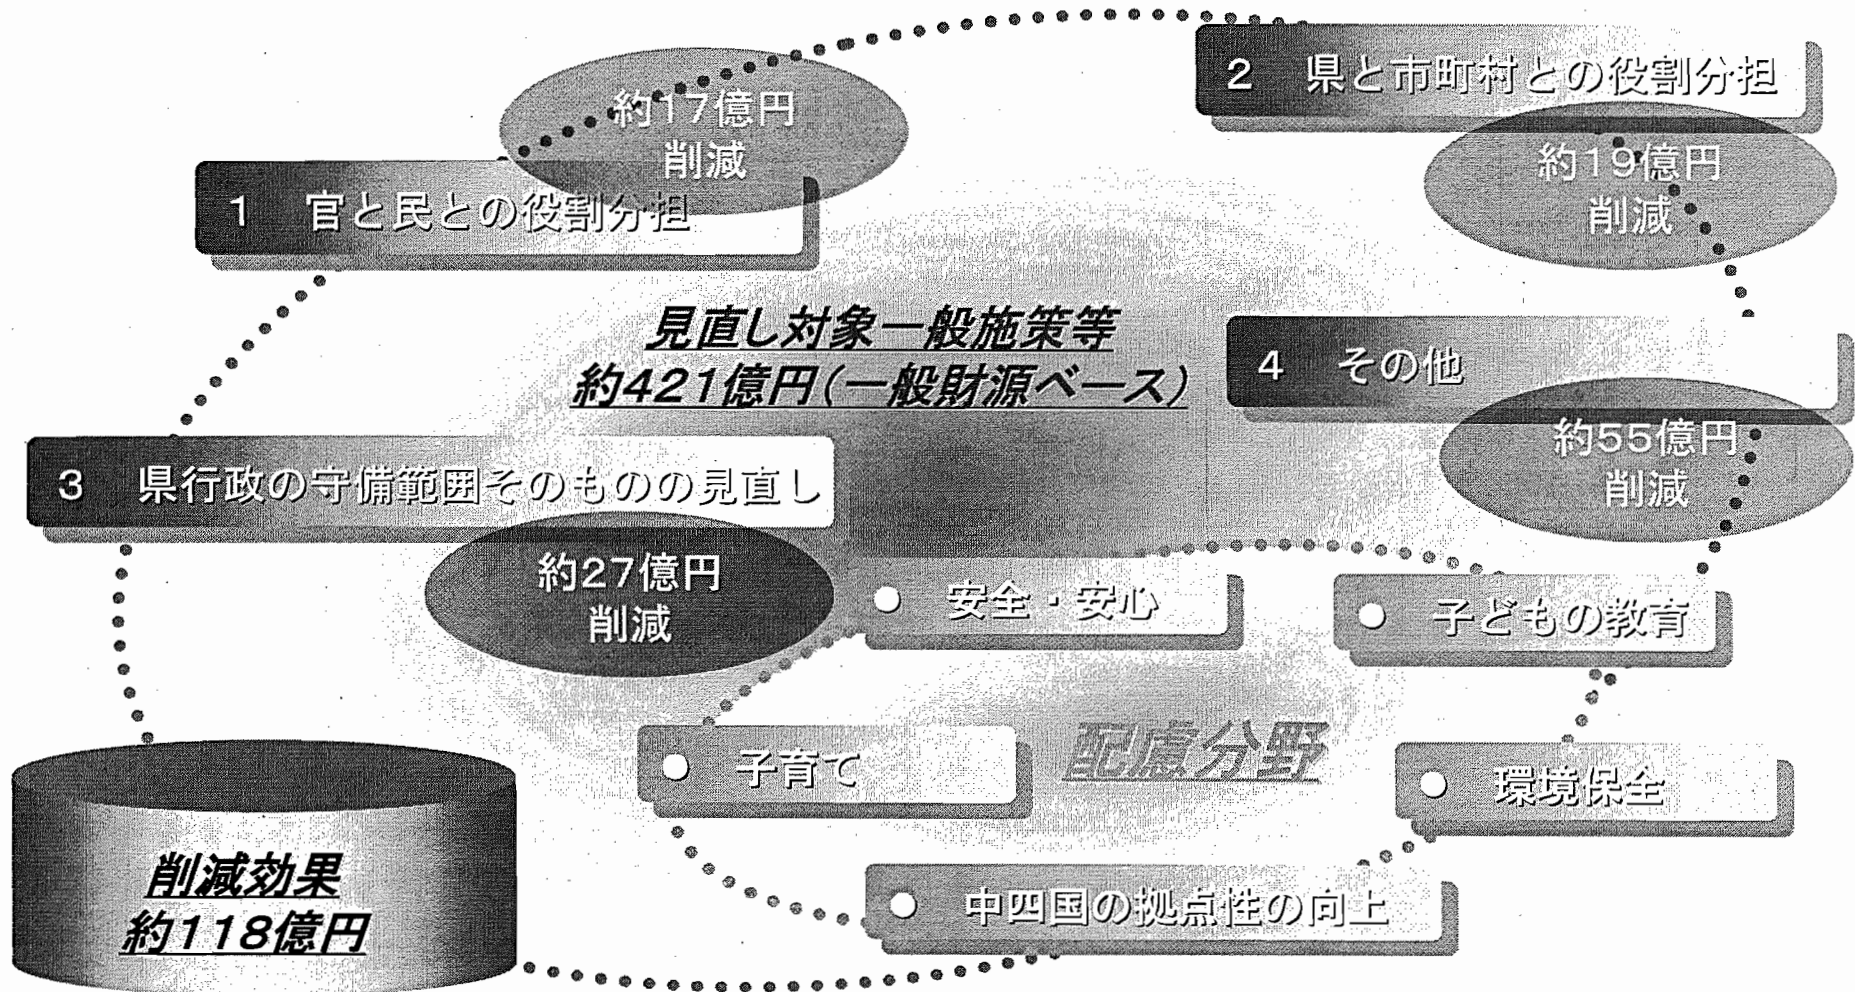 約17億円
削減
1 官と民との役割分担
2 県と市町村との役割分担
約19億円
削減
見直し対象一般施策等
約421億円(一般財源ベース)
4 その他
約55億円
削減
3 県行政の守備範囲そのものの見直し
約27億円
削減
安全・安心
子どもの教育
子育て
配慮分野
環境保全
中四国の拠点性の向上
削減効果
約118億円